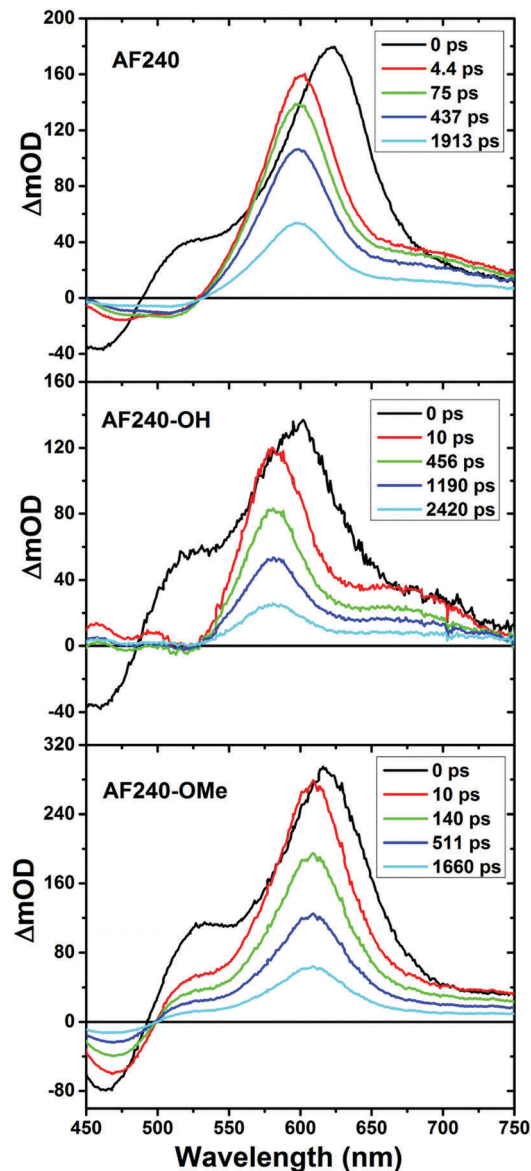 200
160
120
80
40
0
-40
ΔmOD
AF240
0 ps
4.4 ps
75 ps
437 ps
1913 ps
160
120
80
40
0
-40
ΔmOD
AF240-OH
0 ps
10 ps
456 ps
1190 ps
2420 ps
320
240
160
80
0
-80
ΔmOD
AF240-OMe
0 ps
10 ps
140 ps
511 ps
1660 ps
450 500 550 600 650 700 750
Wavelength (nm)